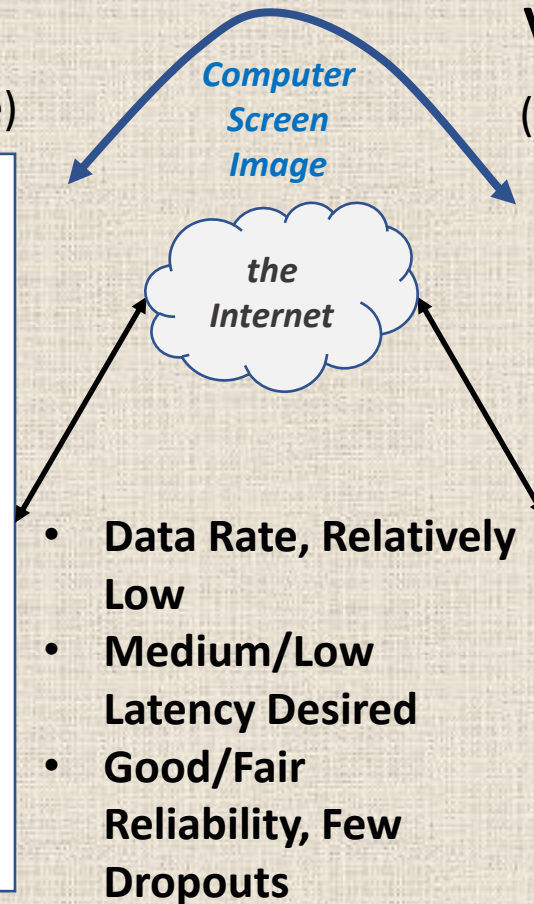 Computer
Screen
Image
)
(
the
Internet
• Data Rate, Relatively
Low
• Medium/Low
Latency Desired
• Good/Fair
Reliability, Few
Dropouts